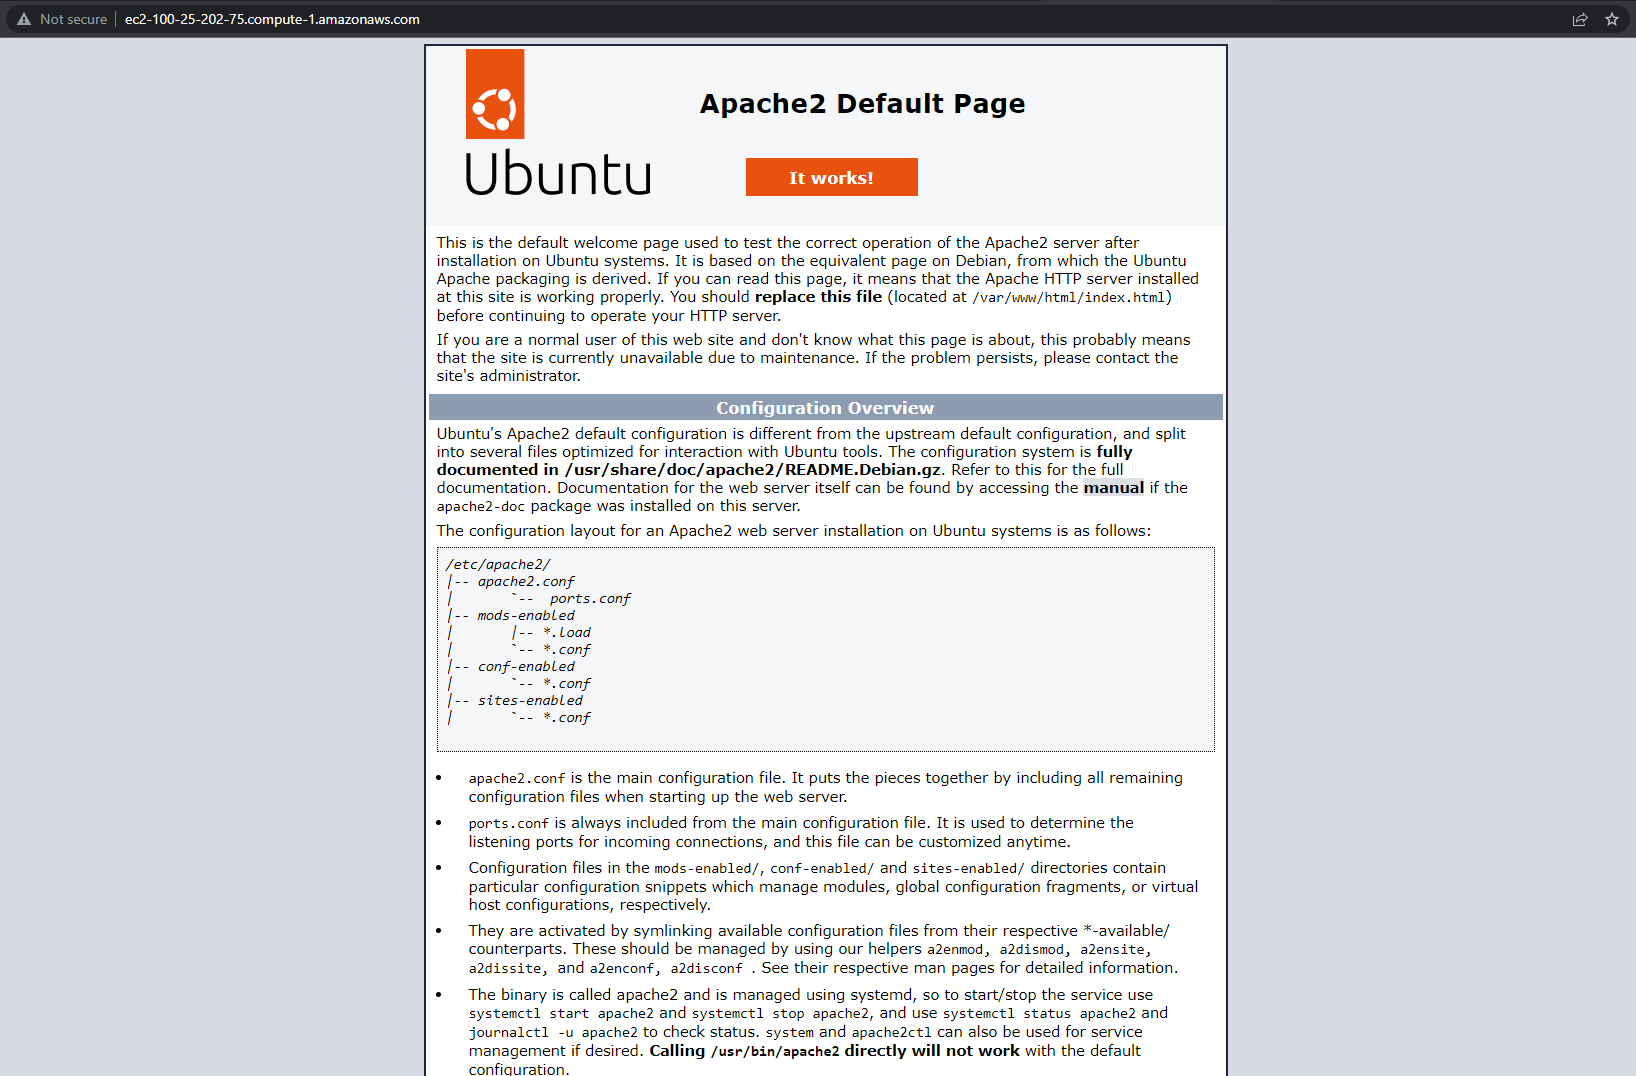 Not secure ec2-100-25-202-75.compute-1.amazonaws.com
Apache2 Default Page
Ubuntu
It works!
This is the default welcome page used to test the correct operation of the Apache2 server after
installation on Ubuntu systems. It is based on the equivalent page on Debian, from which the Ubuntu
Apache packaging is derived. If you can read this page, it means that the Apache HTTP server installed
at this site is working properly. You should replace this file (located at /var/www/html/index.html)
before continuing to operate your HTTP server.
If you are a normal user of this web site and don't know what this page is about, this probably means
that the site is currently unavailable due to maintenance. If the problem persists, please contact the
site's administrator.
Configuration Overview
Ubuntu's Apache2 default configuration is different from the upstream default configuration, and split
into several files optimized for interaction with Ubuntu tools. The configuration system is fully
documented in /usr/share/doc/apache2/README.Debian.gz. Refer to this for the full
documentation. Documentation for the web server itself can be found by accessing the manual if the
apache2-doc package was installed on this server.
The configuration layout for an Apache2 web server installation on Ubuntu systems is as follows:
/etc/apache2/
|-- apache2.conf
|       `--  ports.conf
|-- mods-enabled
|       |-- *.load
|       `-- *.conf
|-- conf-enabled
|       `-- *.conf
|-- sites-enabled
|       `-- *.conf
• apache2.conf is the main configuration file. It puts the pieces together by including all remaining
configuration files when starting up the web server.
• ports.conf is always included from the main configuration file. It is used to determine the
listening ports for incoming connections, and this file can be customized anytime.
• Configuration files in the mods-enabled/, conf-enabled/ and sites-enabled/ directories contain
particular configuration snippets which manage modules, global configuration fragments, or virtual
host configurations, respectively.
• They are activated by symlinking available configuration files from their respective *-available/
counterparts. These should be managed by using our helpers a2enmod, a2dismod, a2ensite,
a2dissite, and a2enconf, a2disconf . See their respective man pages for detailed information.
• The binary is called apache2 and is managed using systemd, so to start/stop the service use
systemctl start apache2 and systemctl stop apache2, and use systemctl status apache2 and
journalctl -u apache2 to check status. system and apache2ctl can also be used for service
management if desired. Calling /usr/bin/apache2 directly will not work with the default
configuration.